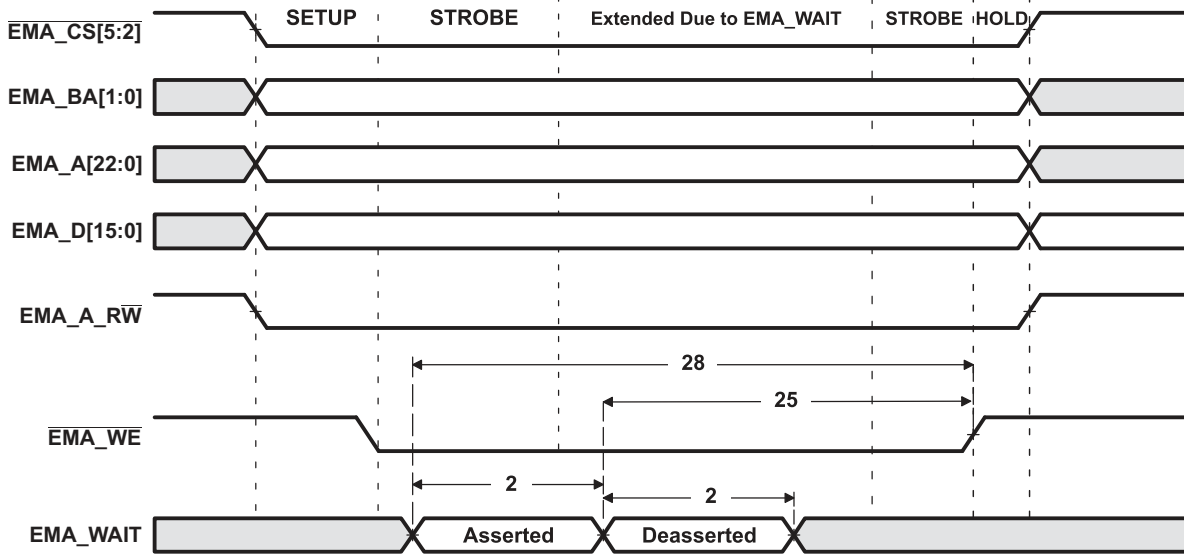 SETUP STROBE Extended Due to EMA_WAIT STROBE HOLD
EMA_CS[5:2]
EMA_BA[1:0]
EMA_A[22:0]
EMA_D[15:0]
EMA_A_RW
28
25
EMA_WE
2
2
EMA_WAIT Asserted Deasserted